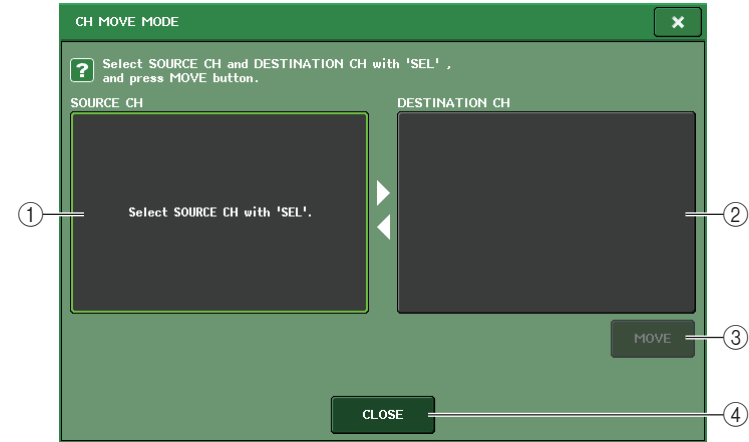 CH MOVE MODE
×
? Select SOURCE CH and DESTINATION CH with 'SEL' ,
and press MOVE button.
SOURCE CH
DESTINATION CH
① Select SOURCE CH with 'SEL'.
②
MOVE ③
CLOSE ④